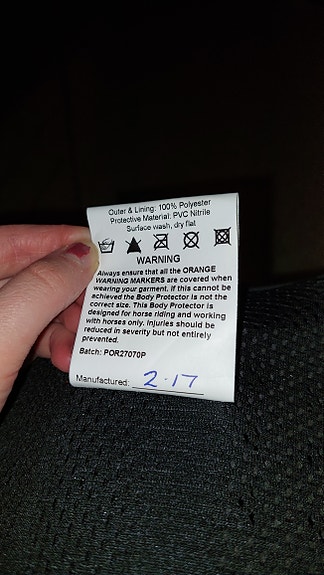 Outer & Lining: 100% Polyester
Protective Material: PVC Nitrile
Surface wash, dry flat
WARNING
Always ensure that all the ORANGE
WARNING MARKERS are covered when
wearing your garment. If this cannot be
achieved the Body Protector is not the
correct size. This Body Protector is
designed for horse riding and working
with horses only. Injuries should be
reduced in severity but not entirely
prevented.
Batch: POR27070P
Manufactured: 2·17